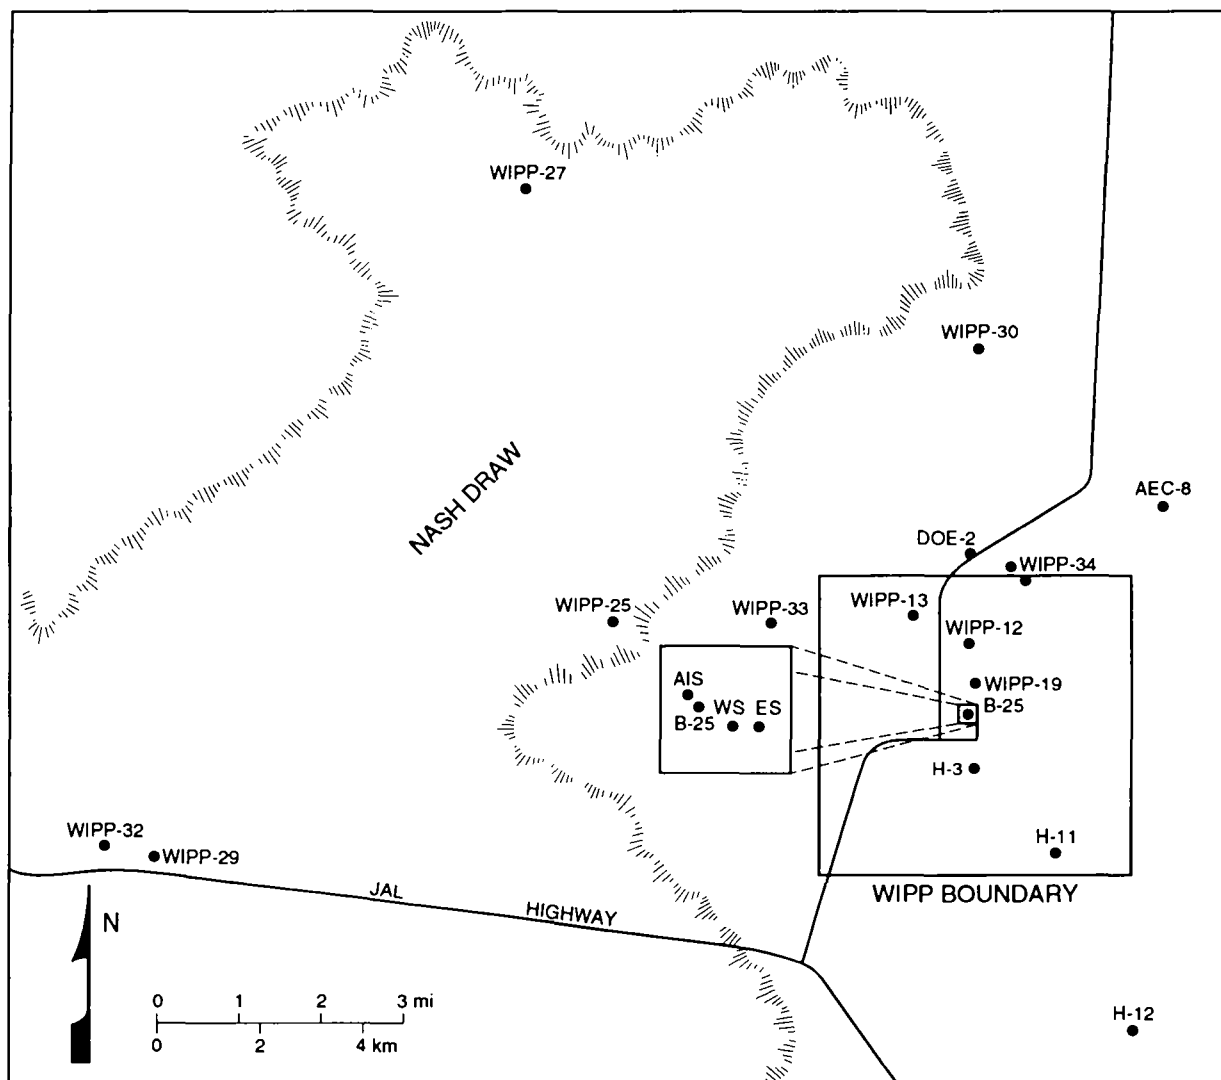 WIPP-27
WIPP-30
NASH DRAW
AEC-8
DOE-2
WIPP-34
WIPP-25
WIPP-33
WIPP-13
WIPP-12
AIS
WIPP-19
B-25
WS
ES
B-25
H-3
WIPP-32
WIPP-29
H-11
JAL
HIGHWAY
WIPP BOUNDARY
N
0 1 2 3 mi
0 2 4 km
H-12